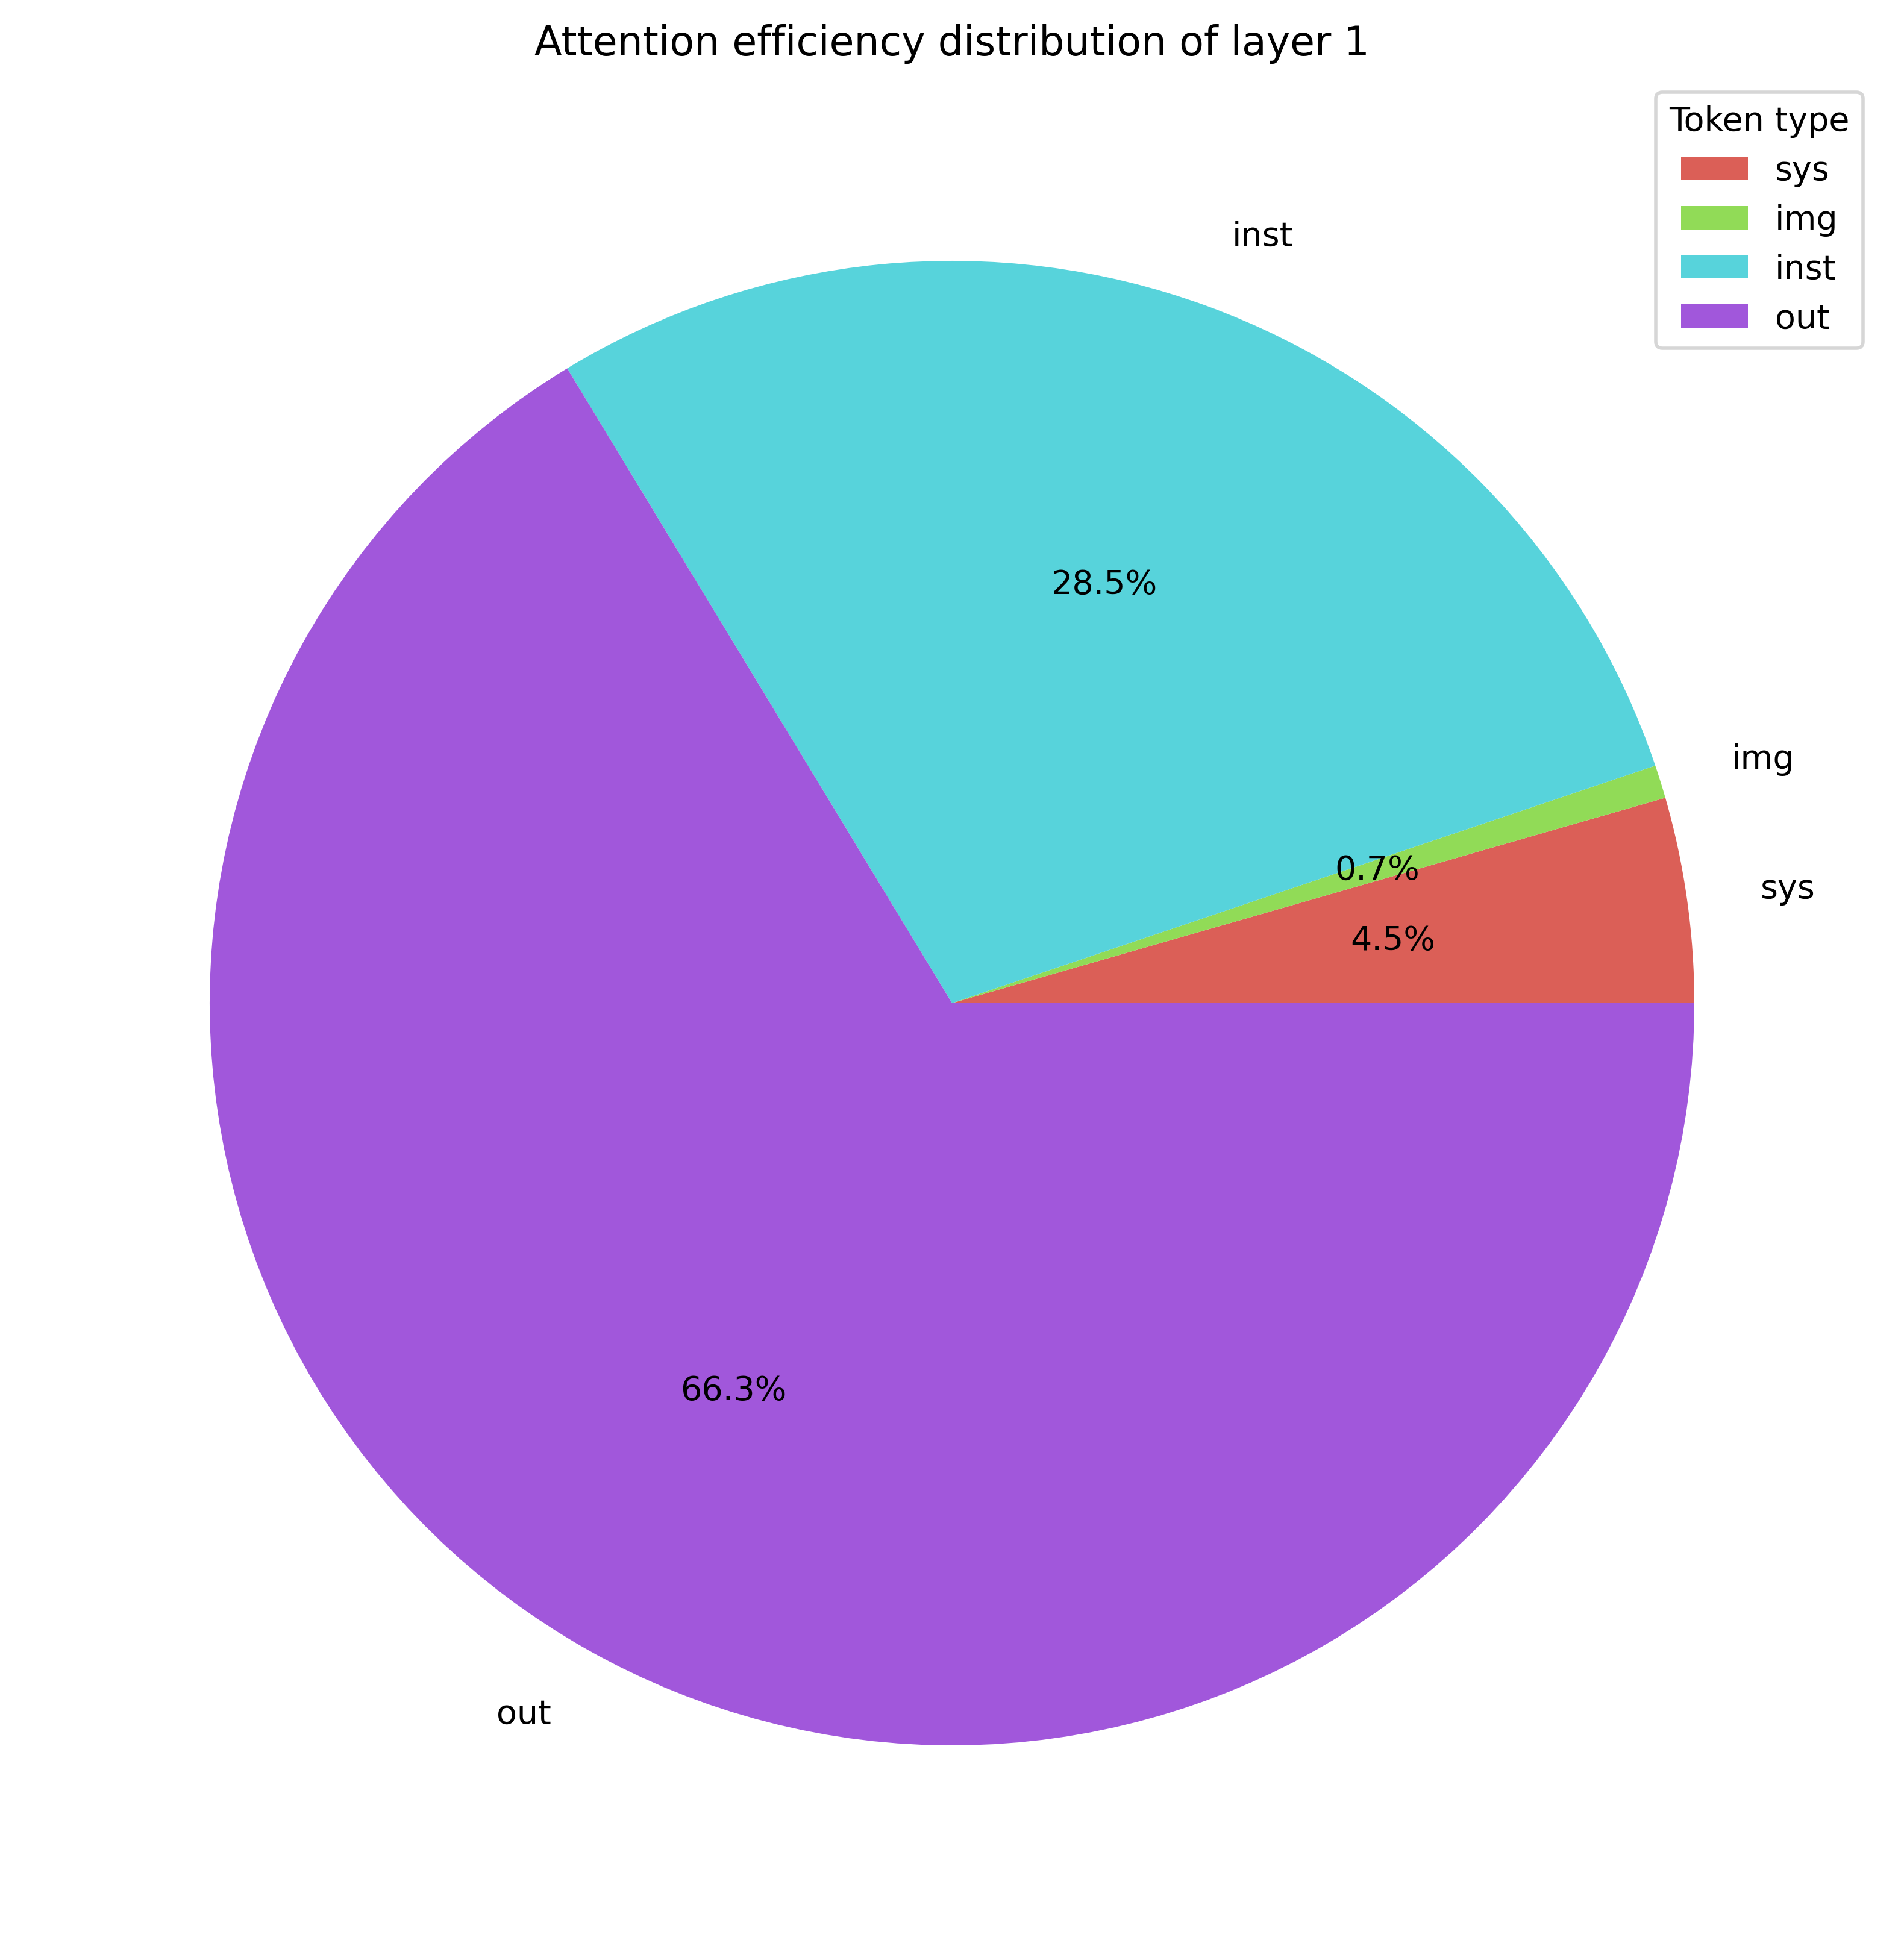 Attention efficiency distribution of layer 1
Token type
sys
img
inst
out
inst
28.5%
img
0.7%
sys
4.5%
66.3%
out